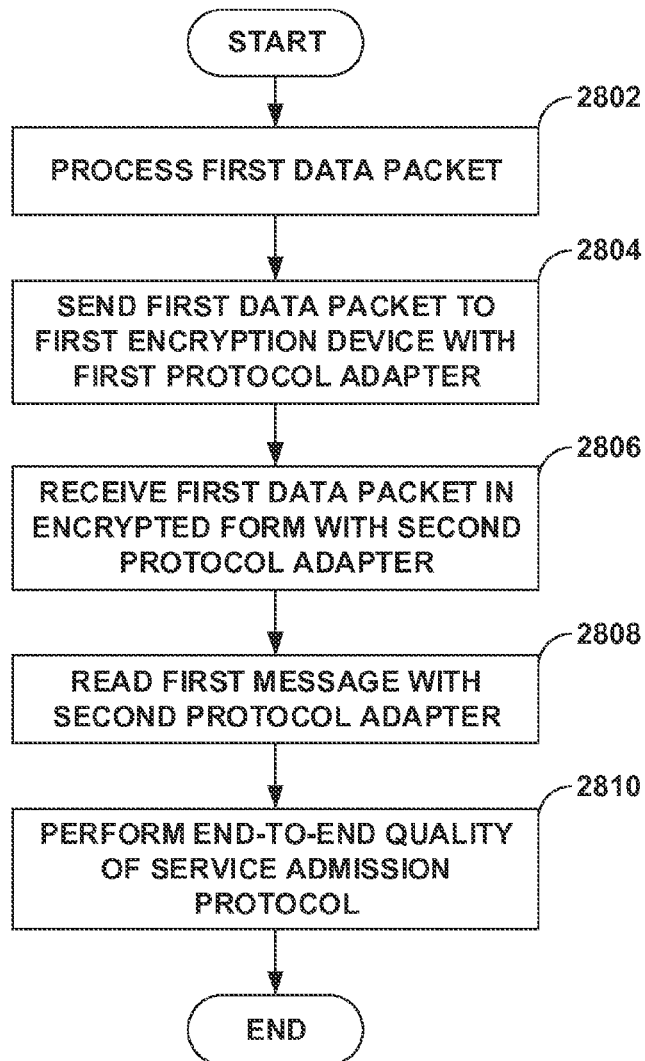 START
2802
PROCESS FIRST DATA PACKET
2804
SEND FIRST DATA PACKET TO
FIRST ENCRYPTION DEVICE WITH
FIRST PROTOCOL ADAPTER
2806
RECEIVE FIRST DATA PACKET IN
ENCRYPTED FORM WITH SECOND
PROTOCOL ADAPTER
2808
READ FIRST MESSAGE WITH
SECOND PROTOCOL ADAPTER
2810
PERFORM END-TO-END QUALITY
OF SERVICE ADMISSION
PROTOCOL
END